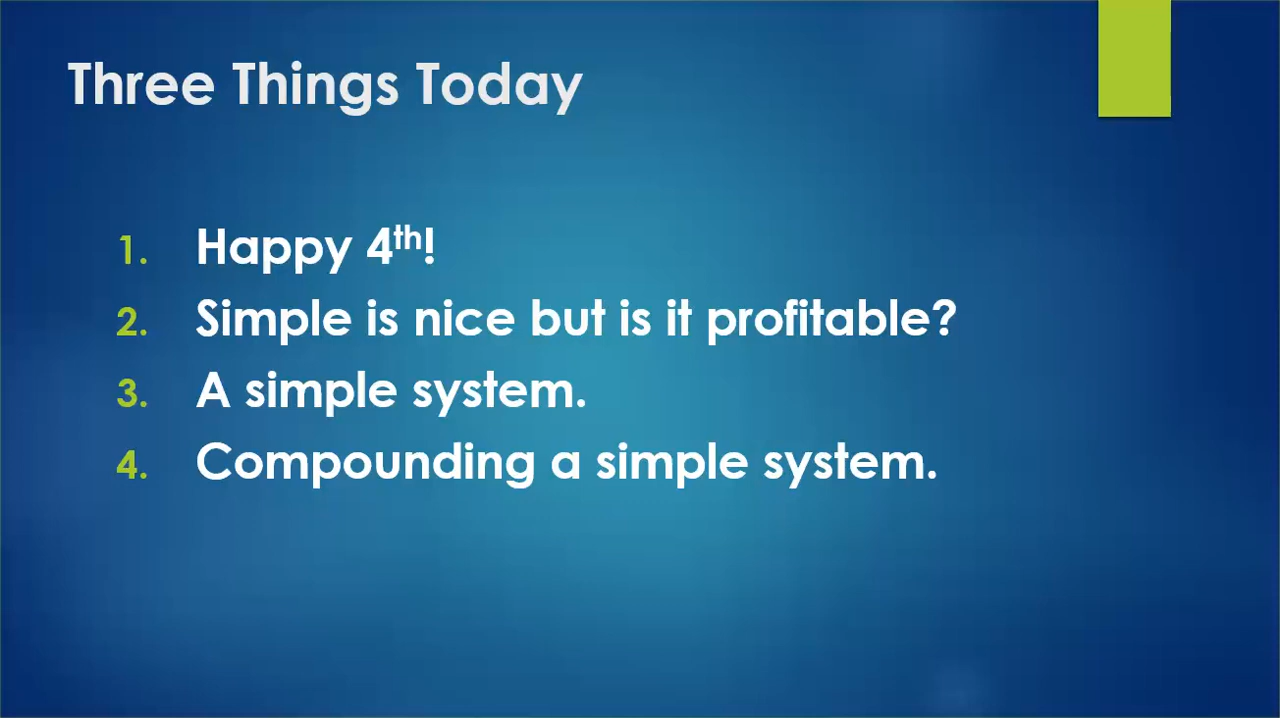 Three Things Today
1. Happy 4th!
2. Simple is nice but is it profitable?
3. A simple system.
4. Compounding a simple system.